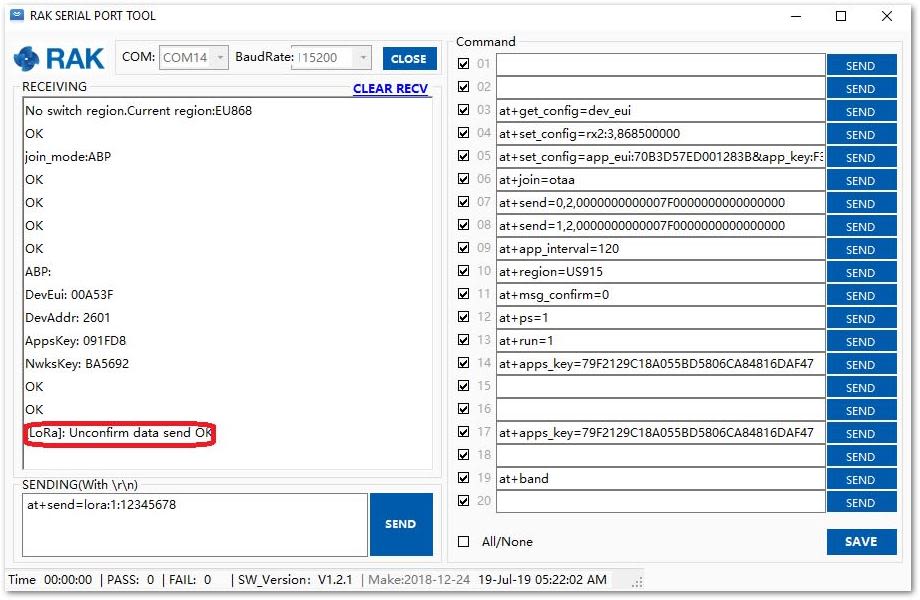 RAK SERIAL PORT TOOL
RAK
COM: COM14 BaudRate: 115200 CLOSE
RECEIVING CLEAR RECV
No switch region.Current region:EU868
OK
join_mode:ABP
OK
OK
OK
OK
ABP:
DevEui: 00A53F
DevAddr: 2601
AppsKey: 091FD8
NwksKey: BA5692
OK
OK
[LoRa]: Unconfirm data send OK
SENDING(With \r\n)
at+send=lora:1:12345678
SEND
Command
01 SEND
02 SEND
03 at+get_config=dev_eui SEND
04 at+set_config=rx2:3,868500000 SEND
05 at+set_config=app_eui:70B3D57ED001283B&app_key:F3 SEND
06 at+join=otaa SEND
07 at+send=0,2,0000000000007F0000000000000000 SEND
08 at+send=1,2,0000000000007F0000000000000000 SEND
09 at+app_interval=120 SEND
10 at+region=US915 SEND
11 at+msg_confirm=0 SEND
12 at+ps=1 SEND
13 at+run=1 SEND
14 at+apps_key=79F2129C18A055BD5806CA84816DAF47 SEND
15 SEND
16 SEND
17 at+apps_key=79F2129C18A055BD5806CA84816DAF47 SEND
18 SEND
19 at+band SEND
20 SEND
All/None SAVE
Time 00:00:00 | PASS: 0 | FAIL: 0 | SW_Version: V1.2.1 | Make:2018-12-24 19-Jul-19 05:22:02 AM